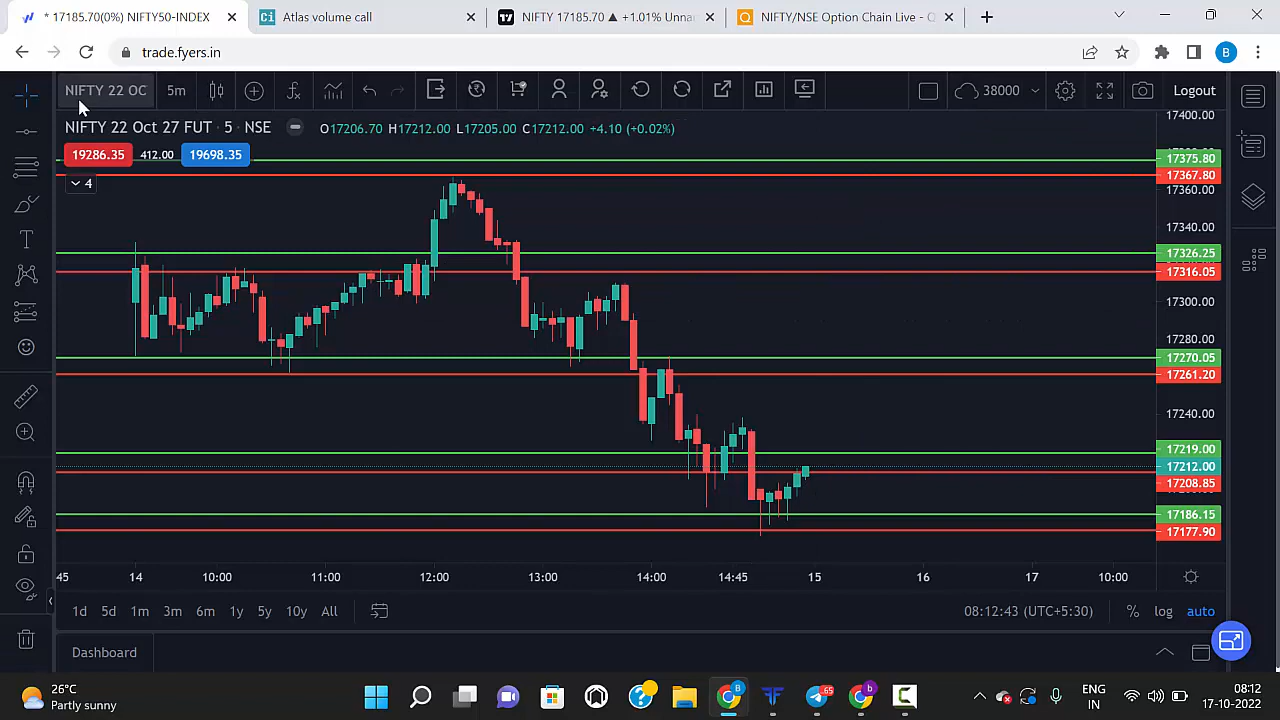 * 17185.70(0%) NIFTY50-INDEX
Atlas volume call
NIFTY 17185.70 ▲ +1.01% Unna
NIFTY/NSE Option Chain Live - O
trade.fyers.in
B
NIFTY 22 OC
5m
38000
Logout
NIFTY 22 Oct 27 FUT · 5 · NSE
O17206.70 H17212.00 L17205.00 C17212.00 +4.10 (+0.02%)
19286.35 412.00 19698.35
4
17400.00
17375.80
17367.80
17360.00
17340.00
17326.25
17316.05
17300.00
17280.00
17270.05
17261.20
17240.00
17219.00
17212.00
17208.85
17186.15
17177.90
45 14 10:00 11:00 12:00 13:00 14:00 14:45 15 16 17 10:00
1d 5d 1m 3m 6m 1y 5y 10y All
08:12:43 (UTC+5:30) % log auto
Dashboard
26°C
Partly sunny
B
65
b
ENG
IN
08:12
17-10-2022